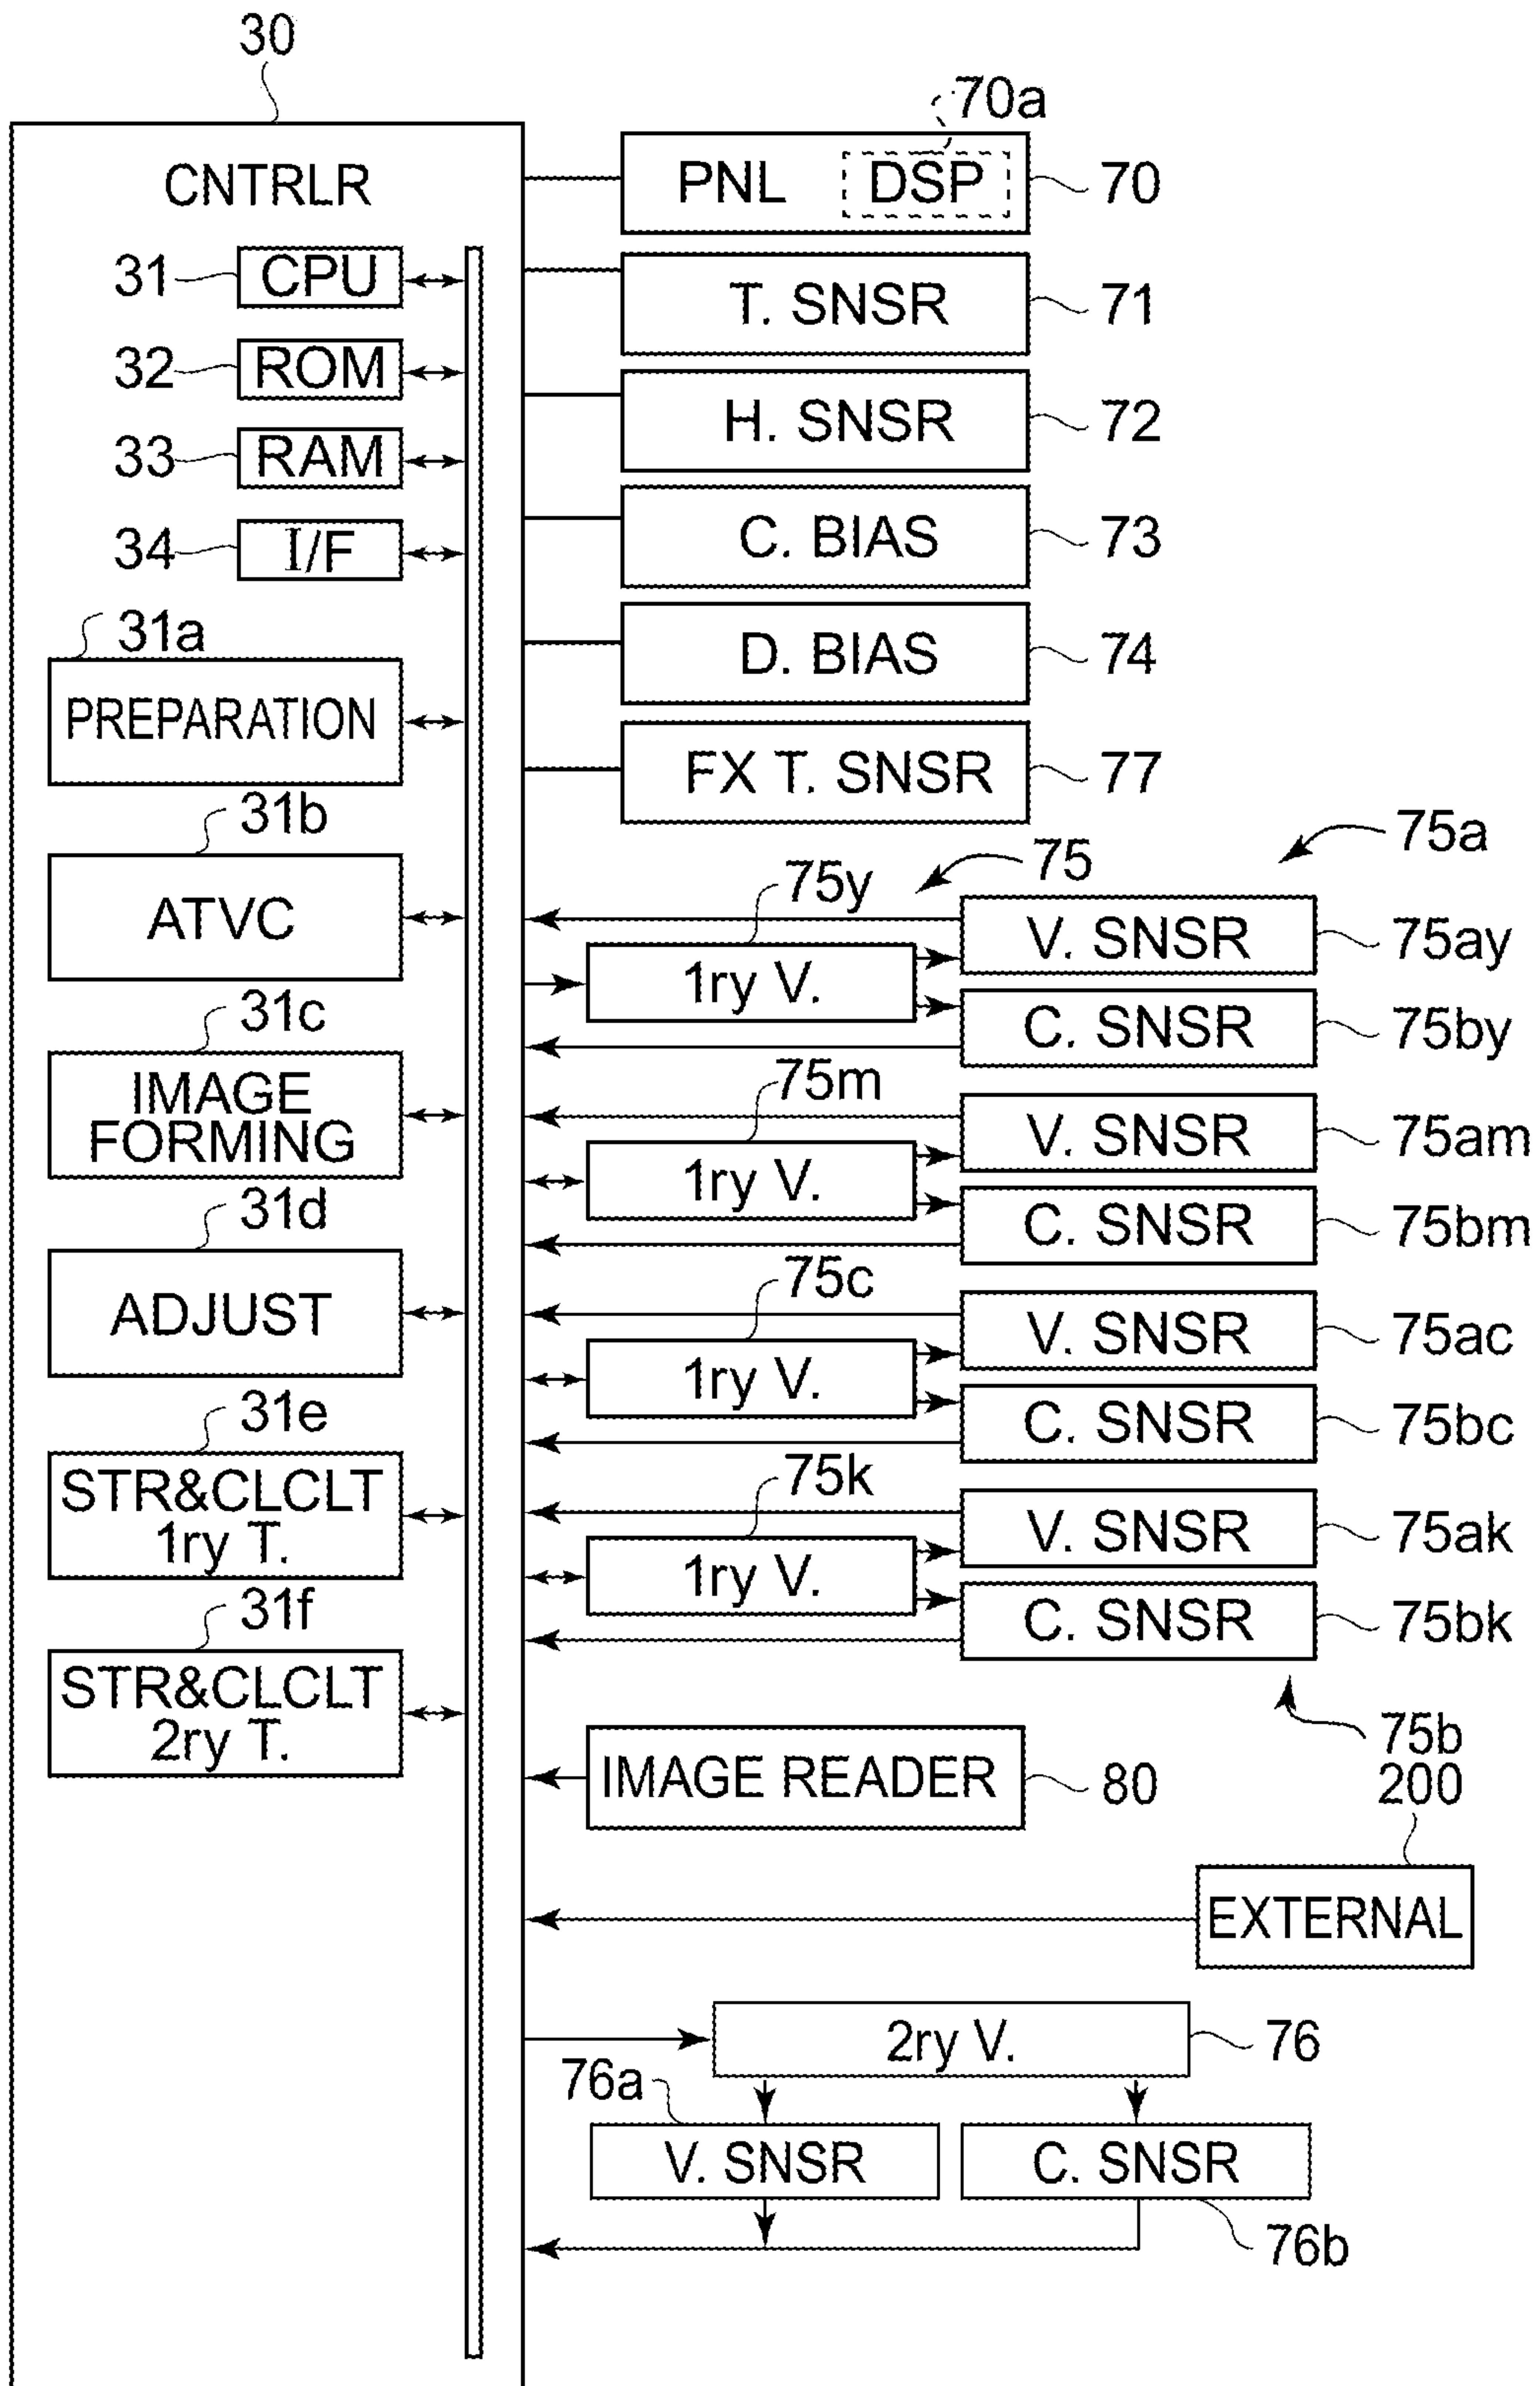 30
CNTRLR
31
CPU
32
ROM
33
RAM
34
I/F
31a
PREPARATION
31b
ATVC
31c
IMAGE
FORMING
31d
ADJUST
31e
STR&CLCLT
1ry T.
31f
STR&CLCLT
2ry T.
70a
PNL
DSP
70
T. SNSR
71
H. SNSR
72
C. BIAS
73
D. BIAS
74
FX T. SNSR
77
75a
75
75y
V. SNSR
75ay
1ry V.
C. SNSR
75by
75m
V. SNSR
75am
1ry V.
C. SNSR
75bm
75c
V. SNSR
75ac
1ry V.
C. SNSR
75bc
75k
V. SNSR
75ak
1ry V.
C. SNSR
75bk
75b
IMAGE READER
80
200
EXTERNAL
2ry V.
76
76a
V. SNSR
C. SNSR
76b